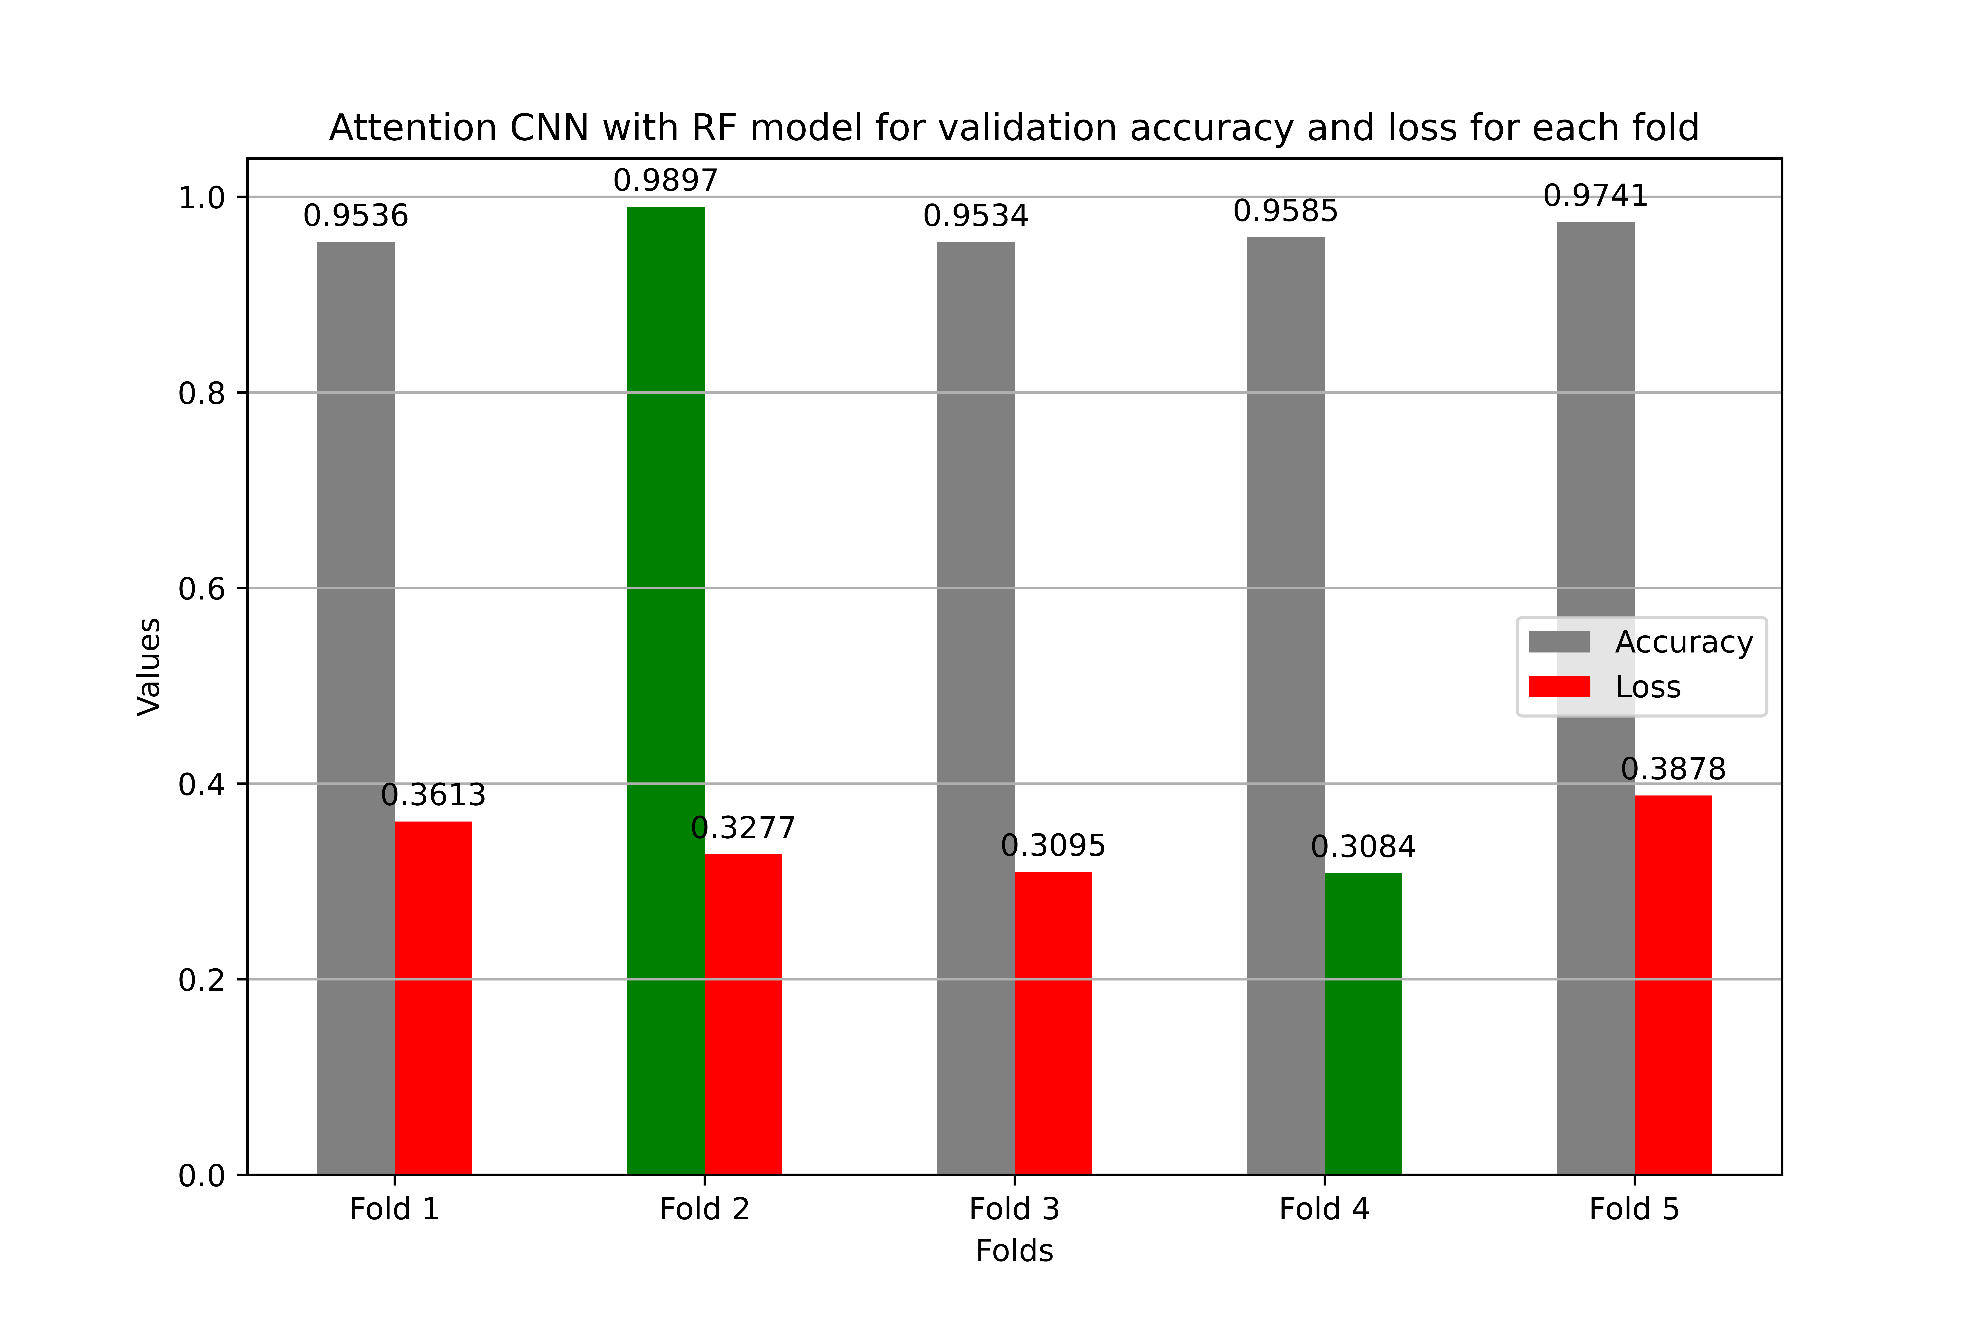 Attention CNN with RF model for validation accuracy and loss for each fold
0.9536
0.9897
0.9534
0.9585
0.9741
0.3613
0.3277
0.3095
0.3084
0.3878
1.0
0.8
0.6
0.4
0.2
0.0
Values
Accuracy
Loss
Fold 1
Fold 2
Fold 3
Fold 4
Fold 5
Folds